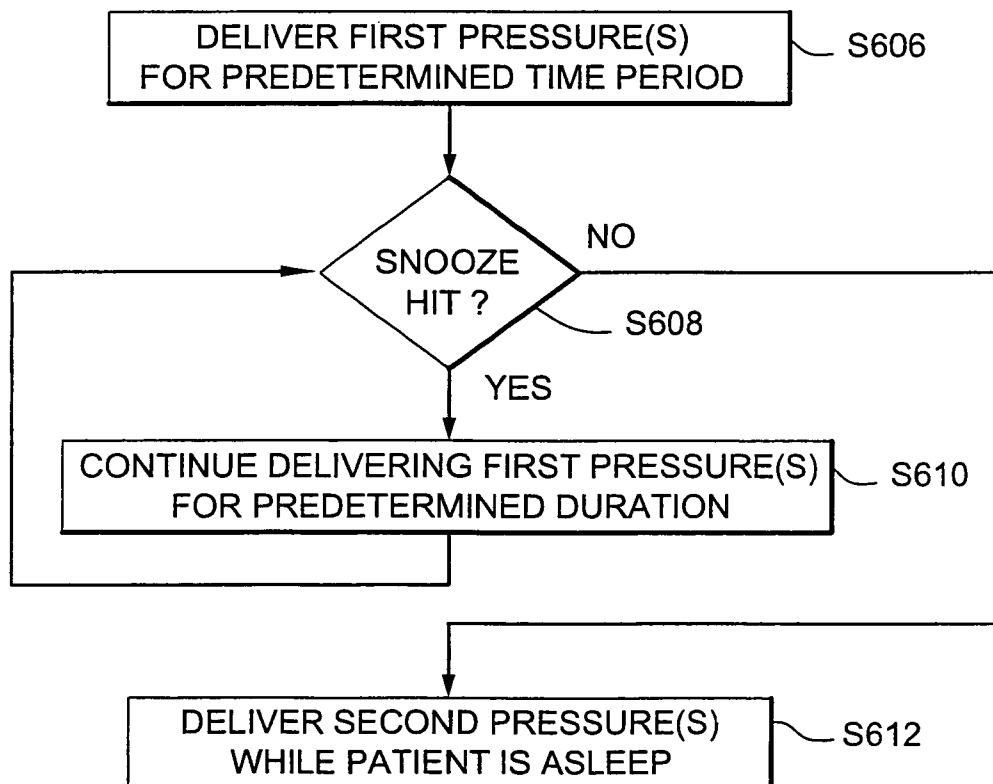 DELIVER FIRST PRESSURE(S)
FOR PREDETERMINED TIME PERIOD
S606
SNOOZE
HIT ?
NO
S608
YES
CONTINUE DELIVERING FIRST PRESSURE(S)
FOR PREDETERMINED DURATION
S610
DELIVER SECOND PRESSURE(S)
WHILE PATIENT IS ASLEEP
S612